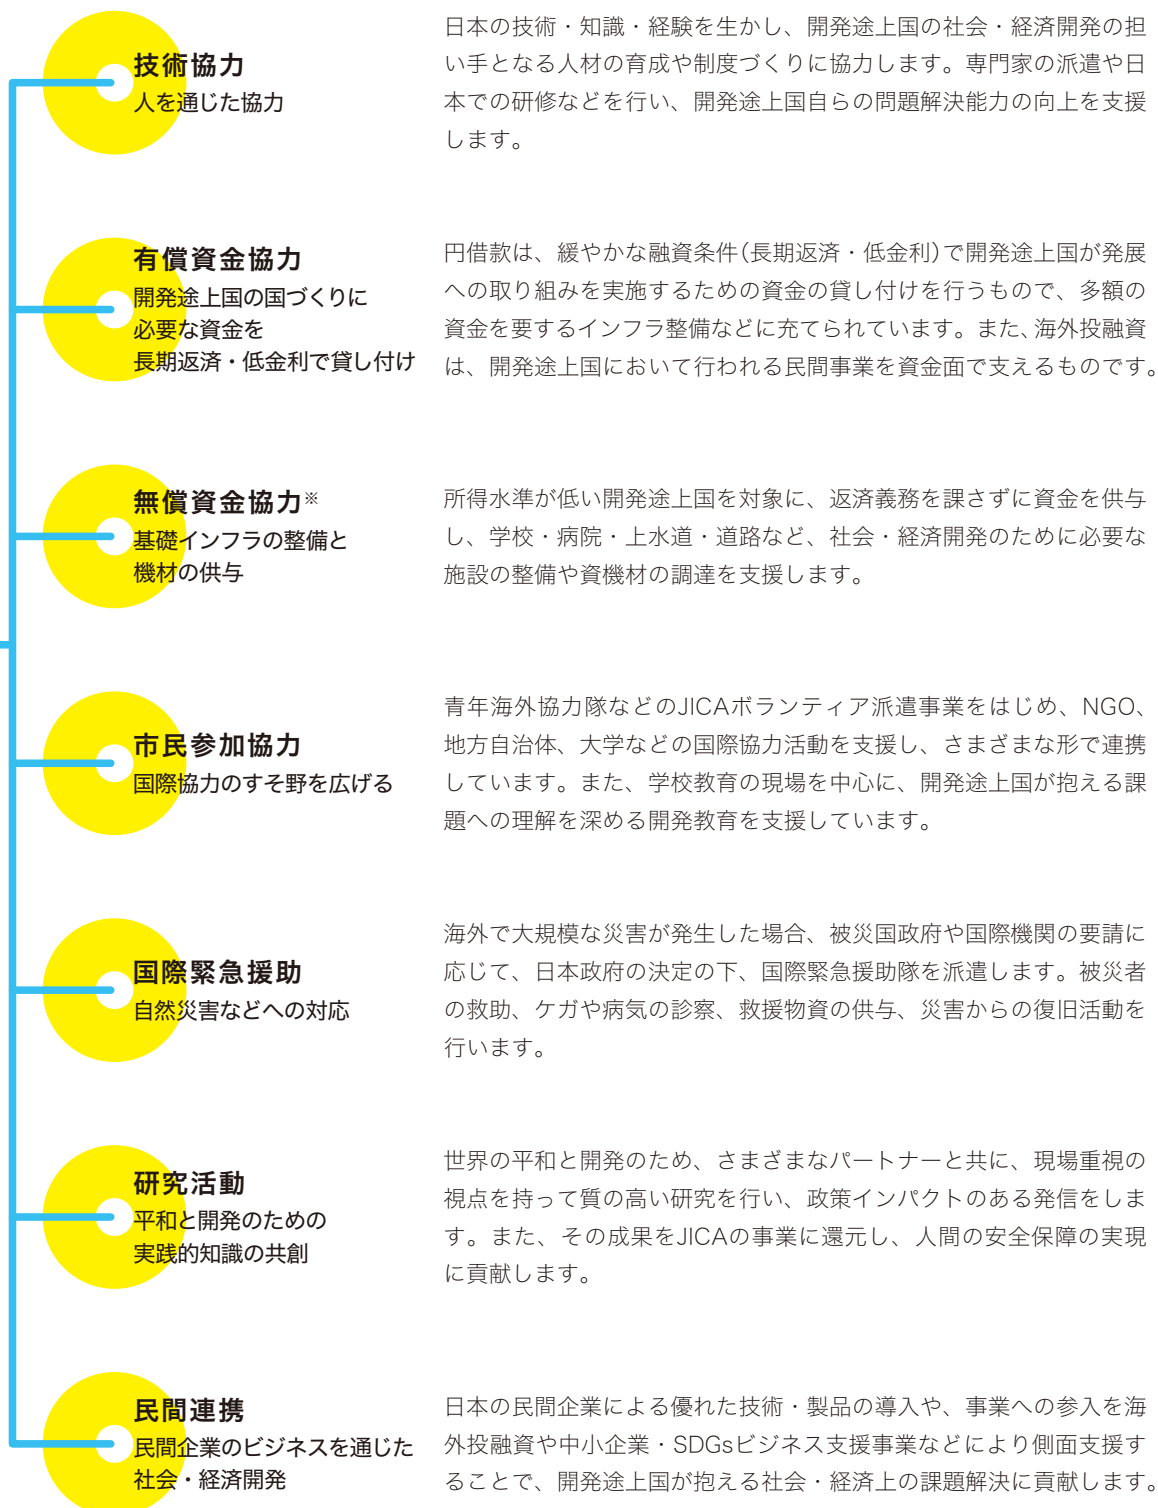 技術協力
人を通じた協力
日本の技術・知識・経験を生かし、開発途上国の社会・経済開発の担
い手となる人材の育成や制度づくりに協力します。専門家の派遣や日
本での研修などを行い、開発途上国自らの問題解決能力の向上を支援
します。
有償資金協力
開発途上国の国づくりに
必要な資金を
長期返済・低金利で貸し付け
円借款は、緩やかな融資条件(長期返済・低金利)で開発途上国が発展
への取り組みを実施するための資金の貸し付けを行うもので、多額の
資金を要するインフラ整備などに充てられています。また、海外投融資
は、開発途上国において行われる民間事業を資金面で支えるものです。
無償資金協力※
基礎インフラの整備と
機材の供与
所得水準が低い開発途上国を対象に、返済義務を課さずに資金を供与
し、学校・病院・上水道・道路など、社会・経済開発のために必要な
施設の整備や資機材の調達を支援します。
市民参加協力
国際協力のすそ野を広げる
青年海外協力隊などのJICAボランティア派遣事業をはじめ、NGO、
地方自治体、大学などの国際協力活動を支援し、さまざまな形で連携
しています。また、学校教育の現場を中心に、開発途上国が抱える課
題への理解を深める開発教育を支援しています。
国際緊急援助
自然災害などへの対応
海外で大規模な災害が発生した場合、被災国政府や国際機関の要請に
応じて、日本政府の決定の下、国際緊急援助隊を派遣します。被災者
の救助、ケガや病気の診察、救援物資の供与、災害からの復旧活動を
行います。
研究活動
平和と開発のための
実践的知識の共創
世界の平和と開発のため、さまざまなパートナーと共に、現場重視の
視点を持って質の高い研究を行い、政策インパクトのある発信をしま
す。また、その成果をJICAの事業に還元し、人間の安全保障の実現
に貢献します。
民間連携
民間企業のビジネスを通じた
社会・経済開発
日本の民間企業による優れた技術・製品の導入や、事業への参入を海
外投融資や中小企業・SDGsビジネス支援事業などにより側面支援す
ることで、開発途上国が抱える社会・経済上の課題解決に貢献します。